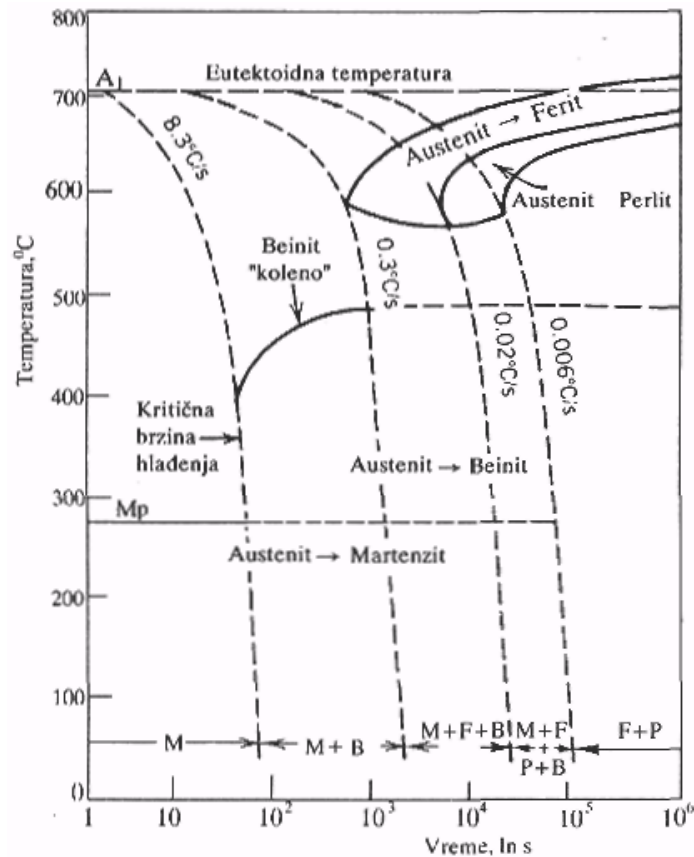 800
A1
Eutektoidna temperatura
700
8.3°C/s
Austenit → Ferit
600
Austenit Perlit
Beinit
"koleno"
0.3°C/s
500
0.02°C/s
0.006°C/s
Temperatura,⁰C
400
Kritična
brzina
hlađenja
Austenit → Beinit
300
Mp
Austenit → Martenzit
200
100
M
M+B
M+F+B
M+F
+
P+B
F+P
0
1
10
10²
10³
10⁴
10⁵
10⁶
Vreme, ln s